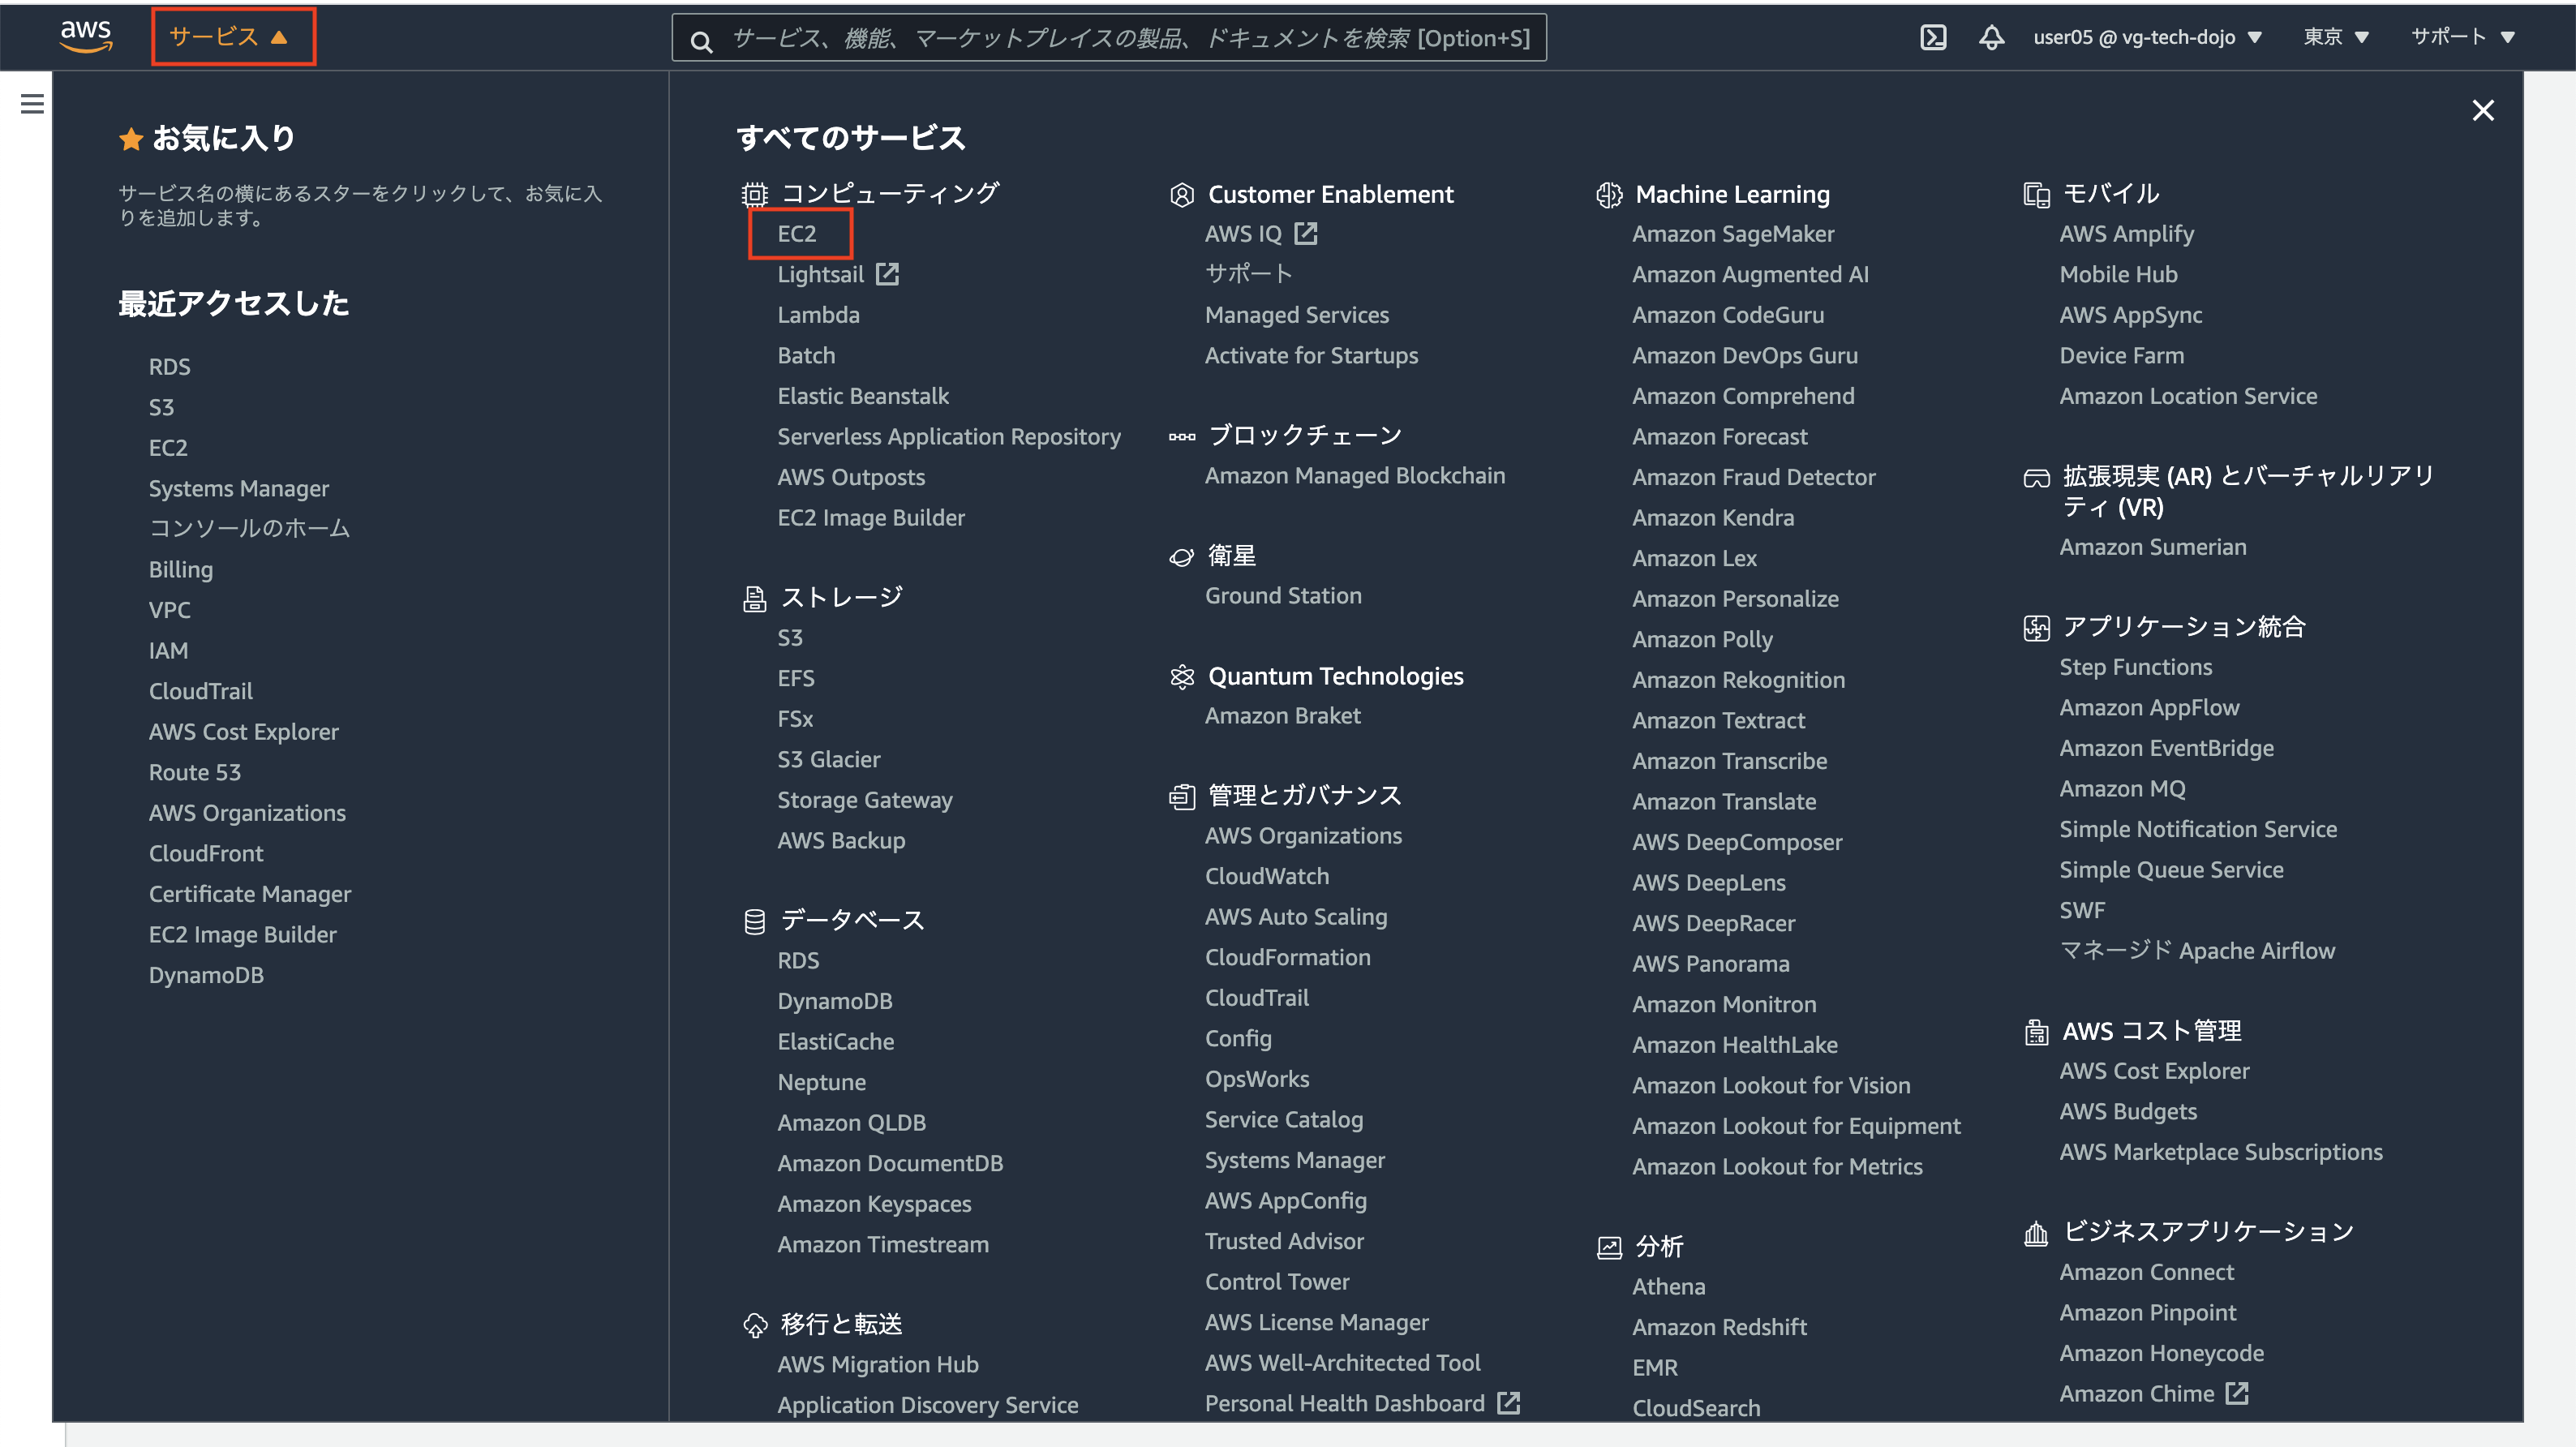 aws
サービス ▲
サービス、機能、マーケットプレイスの製品、ドキュメントを検索 [Option+S]
user05 @ vg-tech-dojo ▼
東京 ▼
サポート ▼
お気に入り
サービス名の横にあるスターをクリックして、お気に入
りを追加します。
最近アクセスした
RDS
S3
EC2
Systems Manager
コンソールのホーム
Billing
VPC
IAM
CloudTrail
AWS Cost Explorer
Route 53
AWS Organizations
CloudFront
Certificate Manager
EC2 Image Builder
DynamoDB
すべてのサービス
コンピューティング
EC2
Lightsail
Lambda
Batch
Elastic Beanstalk
Serverless Application Repository
AWS Outposts
EC2 Image Builder
ストレージ
S3
EFS
FSx
S3 Glacier
Storage Gateway
AWS Backup
データベース
RDS
DynamoDB
ElastiCache
Neptune
Amazon QLDB
Amazon DocumentDB
Amazon Keyspaces
Amazon Timestream
移行と転送
AWS Migration Hub
Application Discovery Service
Customer Enablement
AWS IQ
サポート
Managed Services
Activate for Startups
ブロックチェーン
Amazon Managed Blockchain
衛星
Ground Station
Quantum Technologies
Amazon Braket
管理とガバナンス
AWS Organizations
CloudWatch
AWS Auto Scaling
CloudFormation
CloudTrail
Config
OpsWorks
Service Catalog
Systems Manager
AWS AppConfig
Trusted Advisor
Control Tower
AWS License Manager
AWS Well-Architected Tool
Personal Health Dashboard
Machine Learning
Amazon SageMaker
Amazon Augmented AI
Amazon CodeGuru
Amazon DevOps Guru
Amazon Comprehend
Amazon Forecast
Amazon Fraud Detector
Amazon Kendra
Amazon Lex
Amazon Personalize
Amazon Polly
Amazon Rekognition
Amazon Textract
Amazon Transcribe
Amazon Translate
AWS DeepComposer
AWS DeepLens
AWS DeepRacer
AWS Panorama
Amazon Monitron
Amazon HealthLake
Amazon Lookout for Vision
Amazon Lookout for Equipment
Amazon Lookout for Metrics
分析
Athena
Amazon Redshift
EMR
CloudSearch
モバイル
AWS Amplify
Mobile Hub
AWS AppSync
Device Farm
Amazon Location Service
拡張現実 (AR) とバーチャルリアリ
ティ (VR)
Amazon Sumerian
アプリケーション統合
Step Functions
Amazon AppFlow
Amazon EventBridge
Amazon MQ
Simple Notification Service
Simple Queue Service
SWF
マネージド Apache Airflow
AWS コスト管理
AWS Cost Explorer
AWS Budgets
AWS Marketplace Subscriptions
ビジネスアプリケーション
Amazon Connect
Amazon Pinpoint
Amazon Honeycode
Amazon Chime